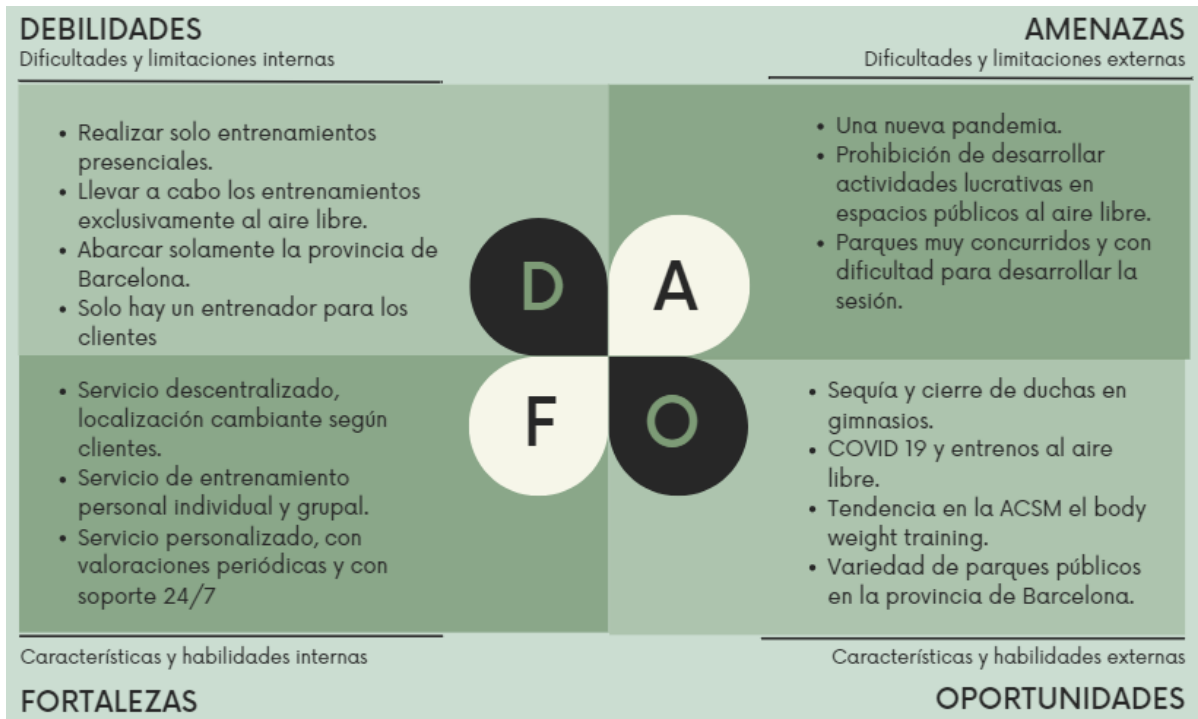 DEBILIDADES
Dificultades y limitaciones internas
• Realizar solo entrenamientos
presenciales.
• Llevar a cabo los entrenamientos
exclusivamente al aire libre.
• Abarcar solamente la provincia de
Barcelona.
• Solo hay un entrenador para los
clientes
AMENAZAS
Dificultades y limitaciones externas
• Una nueva pandemia.
• Prohibición de desarrollar
actividades lucrativas en
espacios públicos al aire libre.
• Parques muy concurridos y con
dificultad para desarrollar la
sesión.
D
A
F
O
• Servicio descentralizado,
localización cambiante según
clientes.
• Servicio de entrenamiento
personal individual y grupal.
• Servicio personalizado, con
valoraciones periódicas y con
soporte 24/7
Características y habilidades internas
FORTALEZAS
• Sequía y cierre de duchas en
gimnasios.
• COVID 19 y entrenos al aire
libre.
• Tendencia en la ACSM el body
weight training.
• Variedad de parques públicos
en la provincia de Barcelona.
Características y habilidades externas
OPORTUNIDADES